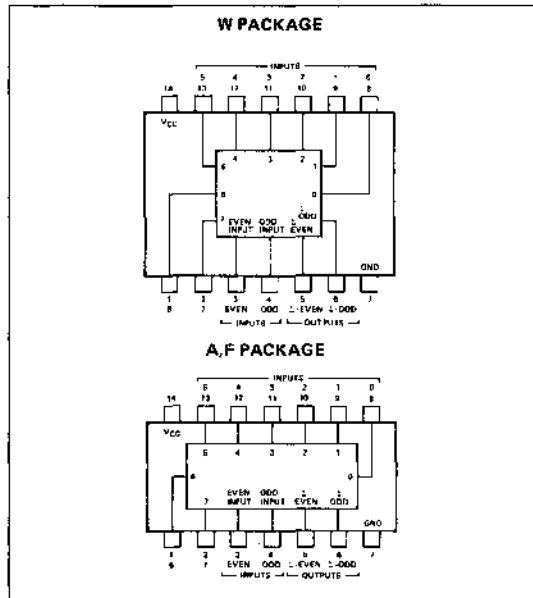 W PACKAGE
INPUTS
5 4 3 2 1 0
14 13 12 11 10 9 8
VCC
4 3 2
5 1
6 0
7 ODD
EVEN ODD Σ
INPUT INPUT EVEN
GND
1 2 3 4 5 6 7
6 7 EVEN ODD Σ-EVEN Σ-ODD
INPUTS OUTPUTS
A,F PACKAGE
INPUTS
5 4 3 2 1 0
14 13 12 11 10 9 8
VCC
5 4 3 2 1
6 0
EVEN ODD Σ Σ
7 INPUT INPUT EVEN ODD
GND
1 2 3 4 5 6 7
6 7 EVEN ODD Σ-EVEN Σ-ODD
INPUTS OUTPUTS